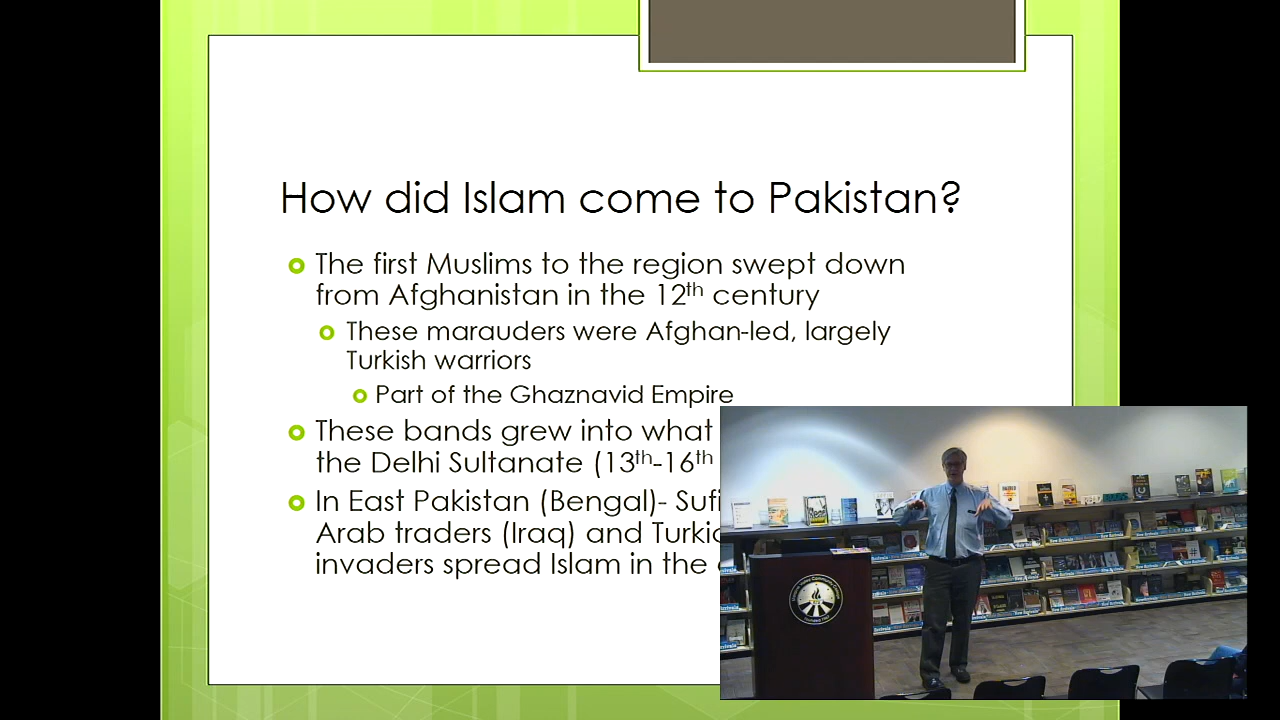 How did Islam come to Pakistan?
The first Muslims to the region swept down
from Afghanistan in the 12th century
These marauders were Afghan-led, largely
Turkish warriors
Part of the Ghaznavid Empire
These bands grew into what
the Delhi Sultanate (13th-16th
In East Pakistan (Bengal)- Sufi
Arab traders (Iraq) and Turkic
invaders spread Islam in the